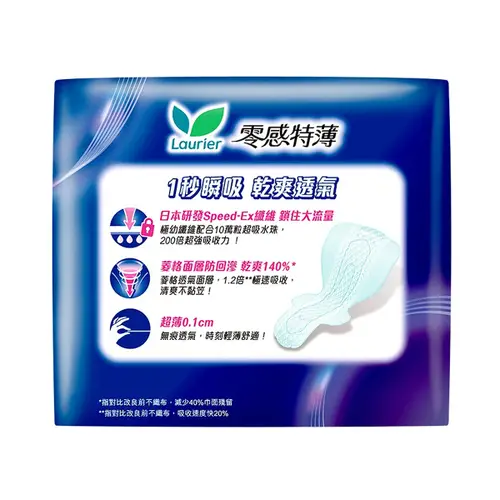 Laurier 零感特薄
1秒瞬吸 乾爽透氣
日本研發Speed-Ex纖維 鎖住大流量
極幼纖維配合10萬粒超吸水珠，
200倍超強吸收力！
菱格面層防回滲 乾爽140%*
菱格透氣面層，1.2倍**極速吸收，
清爽不黏笠！
超薄0.1cm
無痕透氣，時刻輕薄舒適！
*指對比改良前不織布，減少40%巾面殘留
**指對比改良前不織布，吸收速度快20%